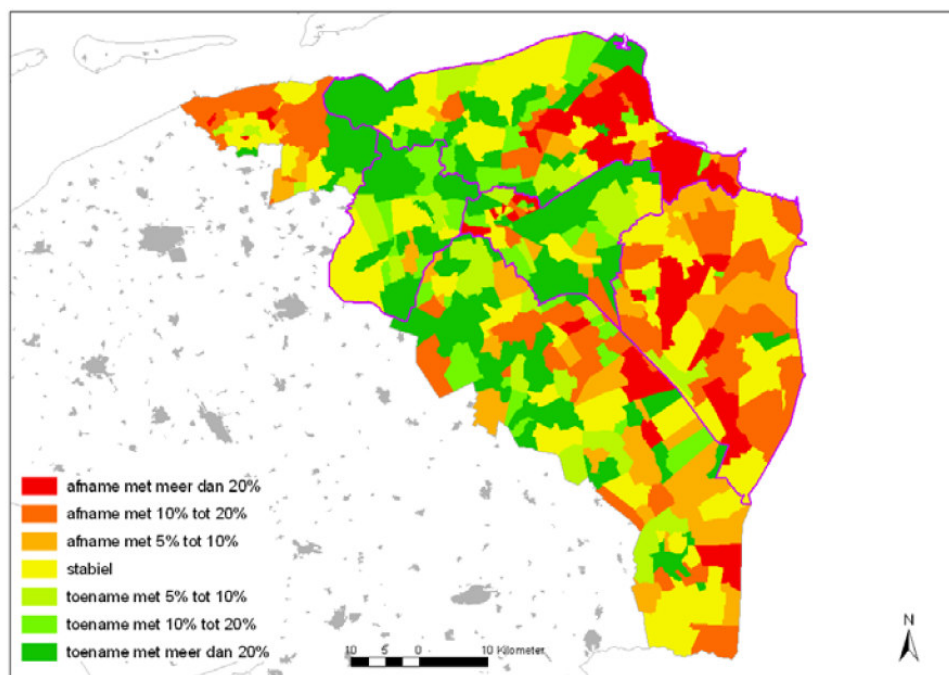 afname met meer dan 20%
afname met 10% tot 20%
afname met 5% tot 10%
stabiel
toename met 5% tot 10%
toename met 10% tot 20%
toename met meer dan 20%
10 5 0 10 Kilometer
N